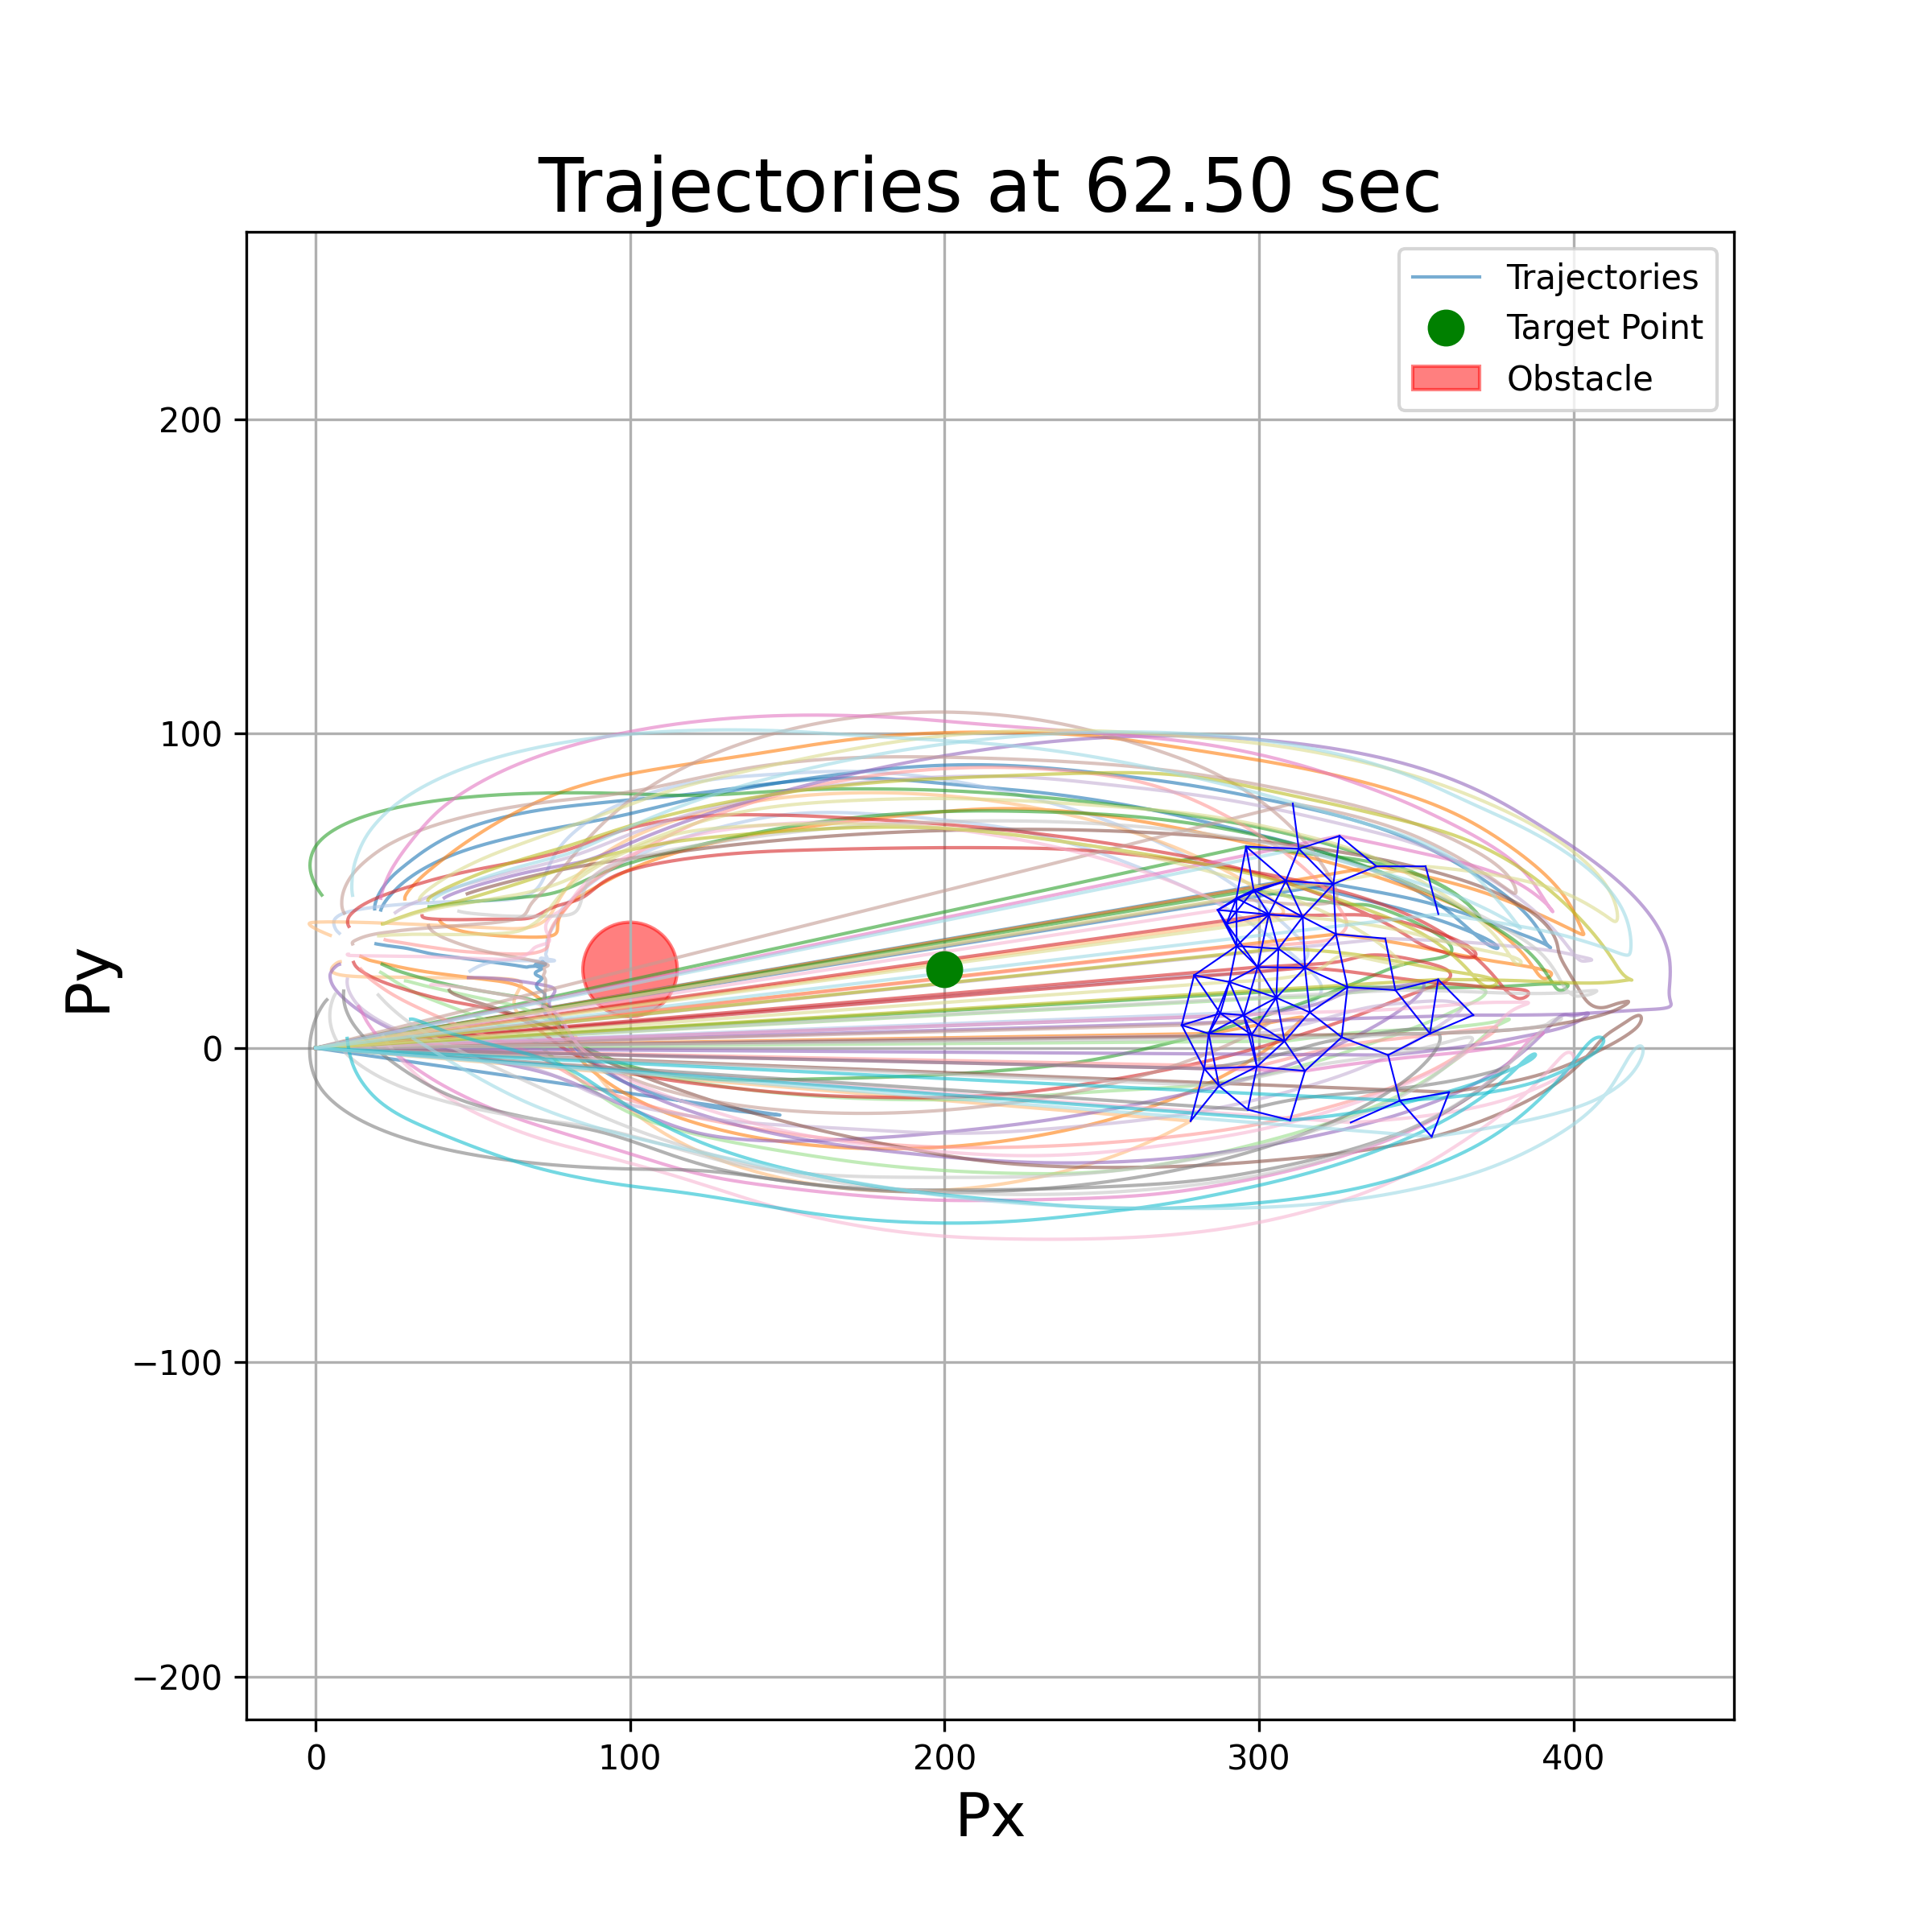 Trajectories at 62.50 sec
Trajectories
Target Point
Obstacle
200
100
0
−100
−200
Py
0
100
200
300
400
Px